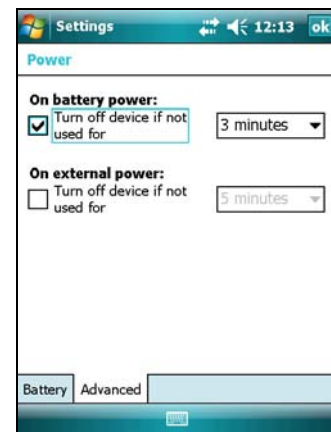 Settings 12:13 ok
Power
On battery power:
Turn off device if not used for 3 minutes
On external power:
Turn off device if not used for 5 minutes
Battery Advanced